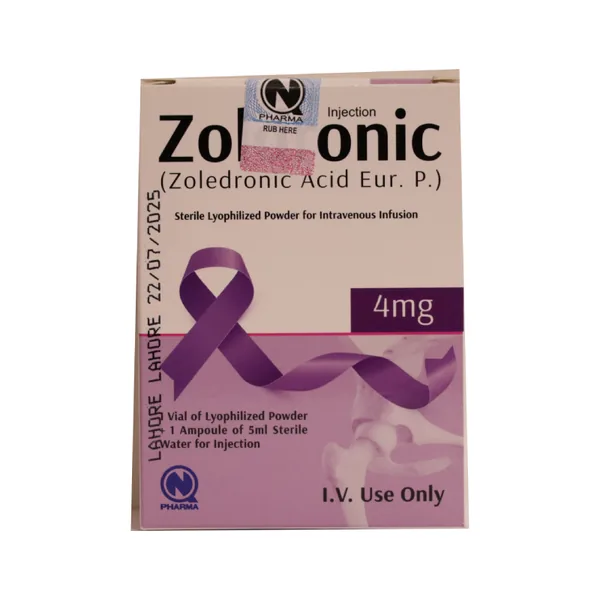 PHARMA
RUB HERE
Injection
Zol onic
(Zoledronic Acid Eur. P.)
Sterile Lyophilized Powder for Intravenous Infusion
LAHORE LAHORE 22/07/2025
4mg
Vial of Lyophilized Powder
+ 1 Ampoule of 5ml Sterile
Water for Injection
PHARMA
I.V. Use Only